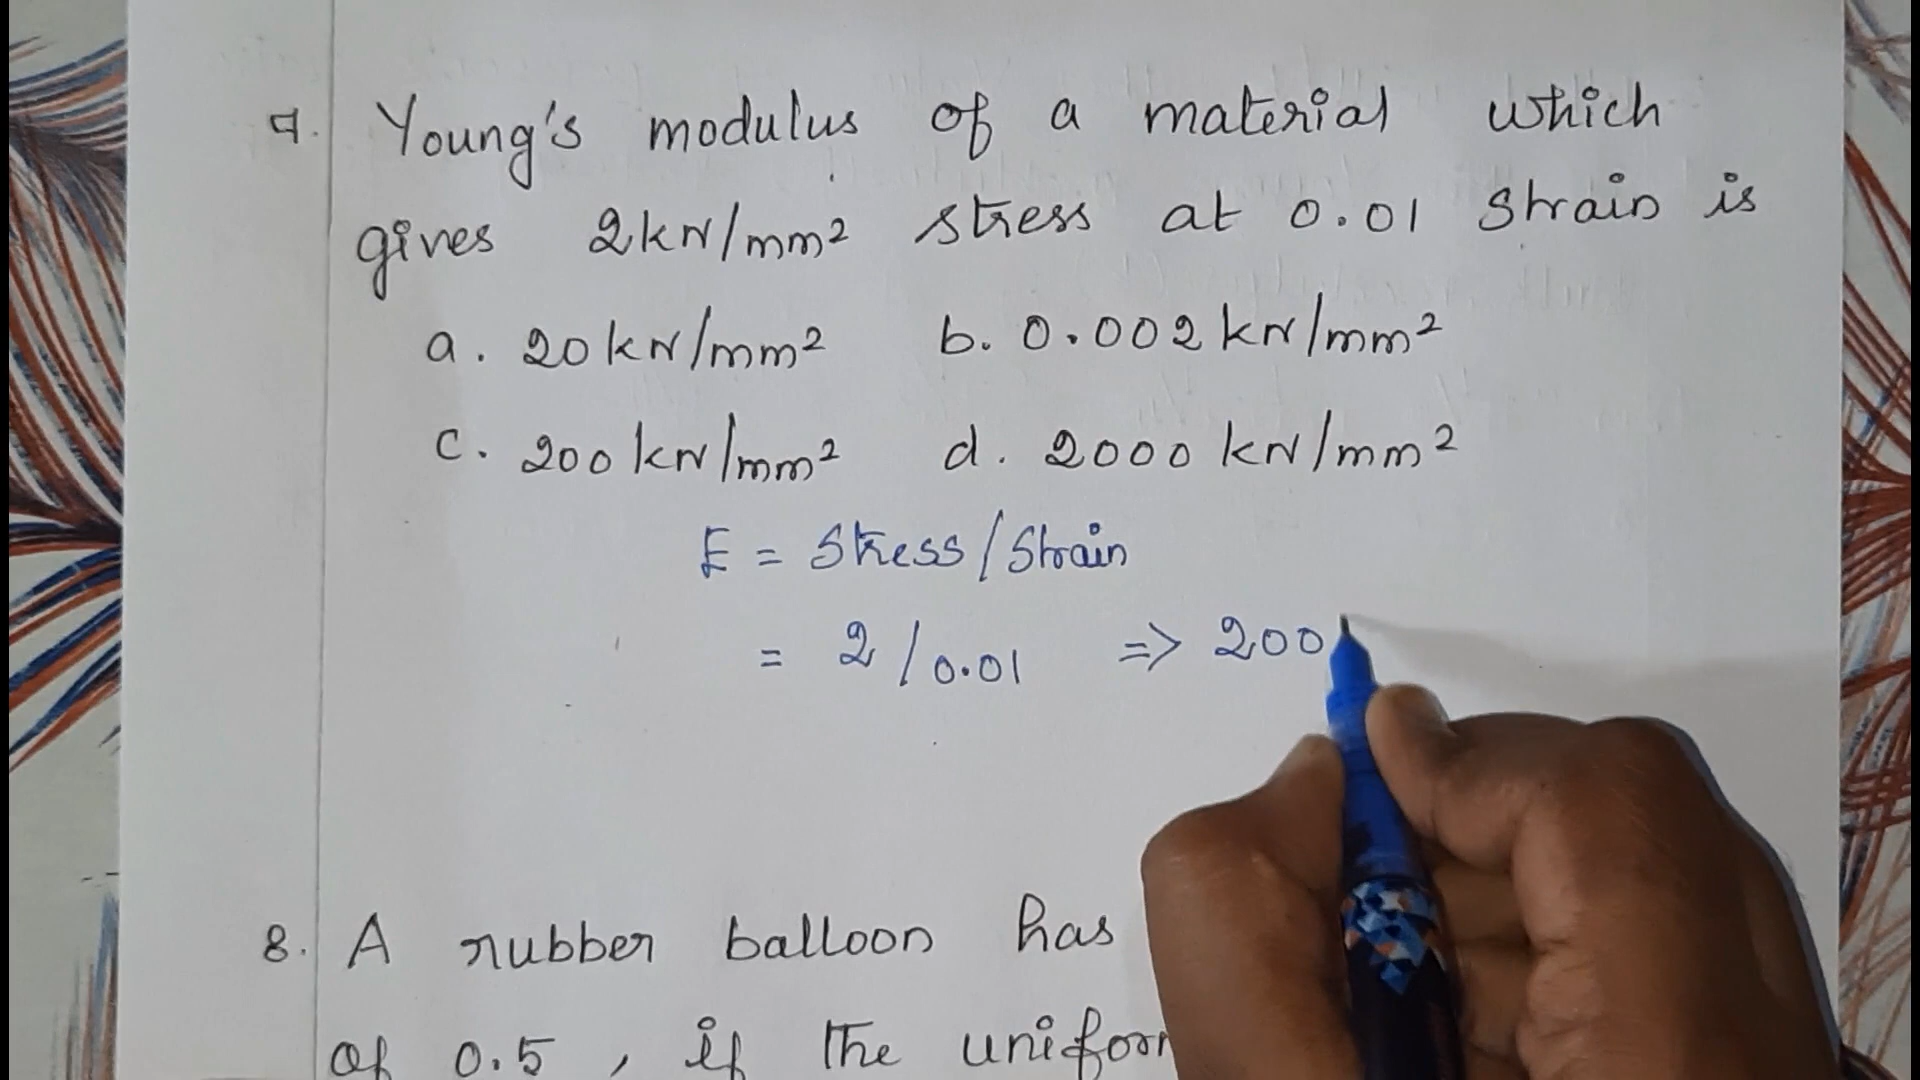 7. Young's modulus of a material which
gives 2kN/mm² stress at 0.01 strain is
a. 20kN/mm² b. 0.002kN/mm²
c. 200kN/mm² d. 2000kN/mm²
E = Stress/Strain
= 2/0.01 => 200
8. A rubber balloon has
of 0.5, if the